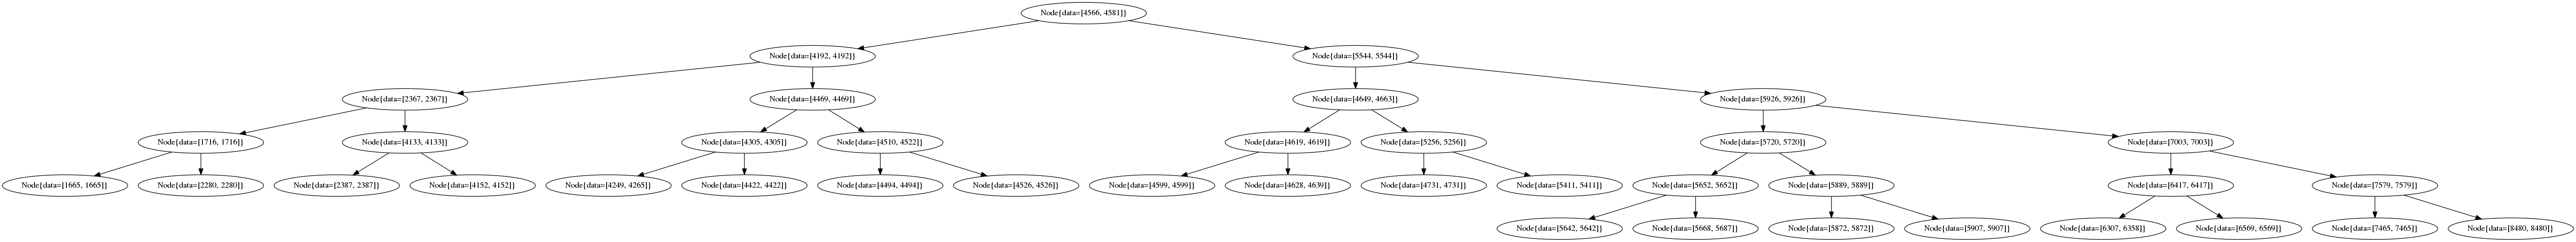 Node{data=[4566, 4581]}
Node{data=[4192, 4192]}
Node{data=[5544, 5544]}
Node{data=[2367, 2367]}
Node{data=[4469, 4469]}
Node{data=[4649, 4663]}
Node{data=[5926, 5926]}
Node{data=[1716, 1716]}
Node{data=[4133, 4133]}
Node{data=[4305, 4305]}
Node{data=[4510, 4522]}
Node{data=[4619, 4619]}
Node{data=[5256, 5256]}
Node{data=[5720, 5720]}
Node{data=[7003, 7003]}
Node{data=[1665, 1665]}
Node{data=[2280, 2280]}
Node{data=[2387, 2387]}
Node{data=[4152, 4152]}
Node{data=[4249, 4265]}
Node{data=[4422, 4422]}
Node{data=[4494, 4494]}
Node{data=[4526, 4526]}
Node{data=[4599, 4599]}
Node{data=[4628, 4639]}
Node{data=[4731, 4731]}
Node{data=[5411, 5411]}
Node{data=[5652, 5652]}
Node{data=[5889, 5889]}
Node{data=[6417, 6417]}
Node{data=[7579, 7579]}
Node{data=[5642, 5642]}
Node{data=[5668, 5687]}
Node{data=[5872, 5872]}
Node{data=[5907, 5907]}
Node{data=[6307, 6358]}
Node{data=[6569, 6569]}
Node{data=[7465, 7465]}
Node{data=[8480, 8480]}